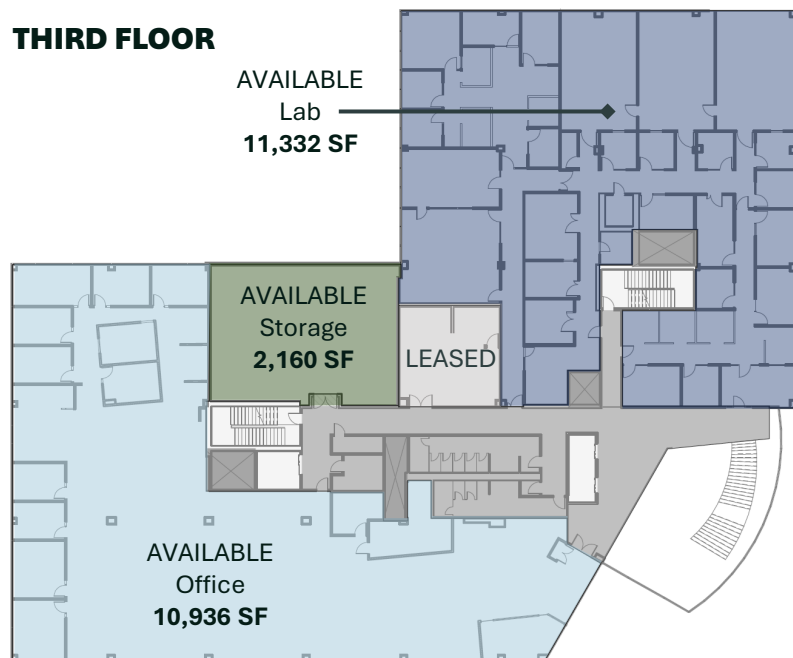 THIRD FLOOR
AVAILABLE
Lab
11,332 SF
AVAILABLE
Storage
2,160 SF
LEASED
AVAILABLE
Office
10,936 SF